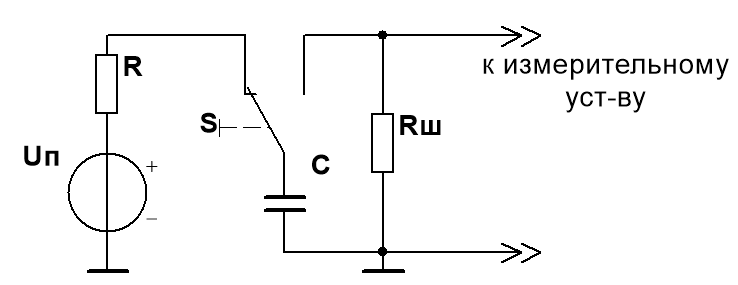 R
к измерительному
уст-ву
S
Rш
Uп
+
C
−